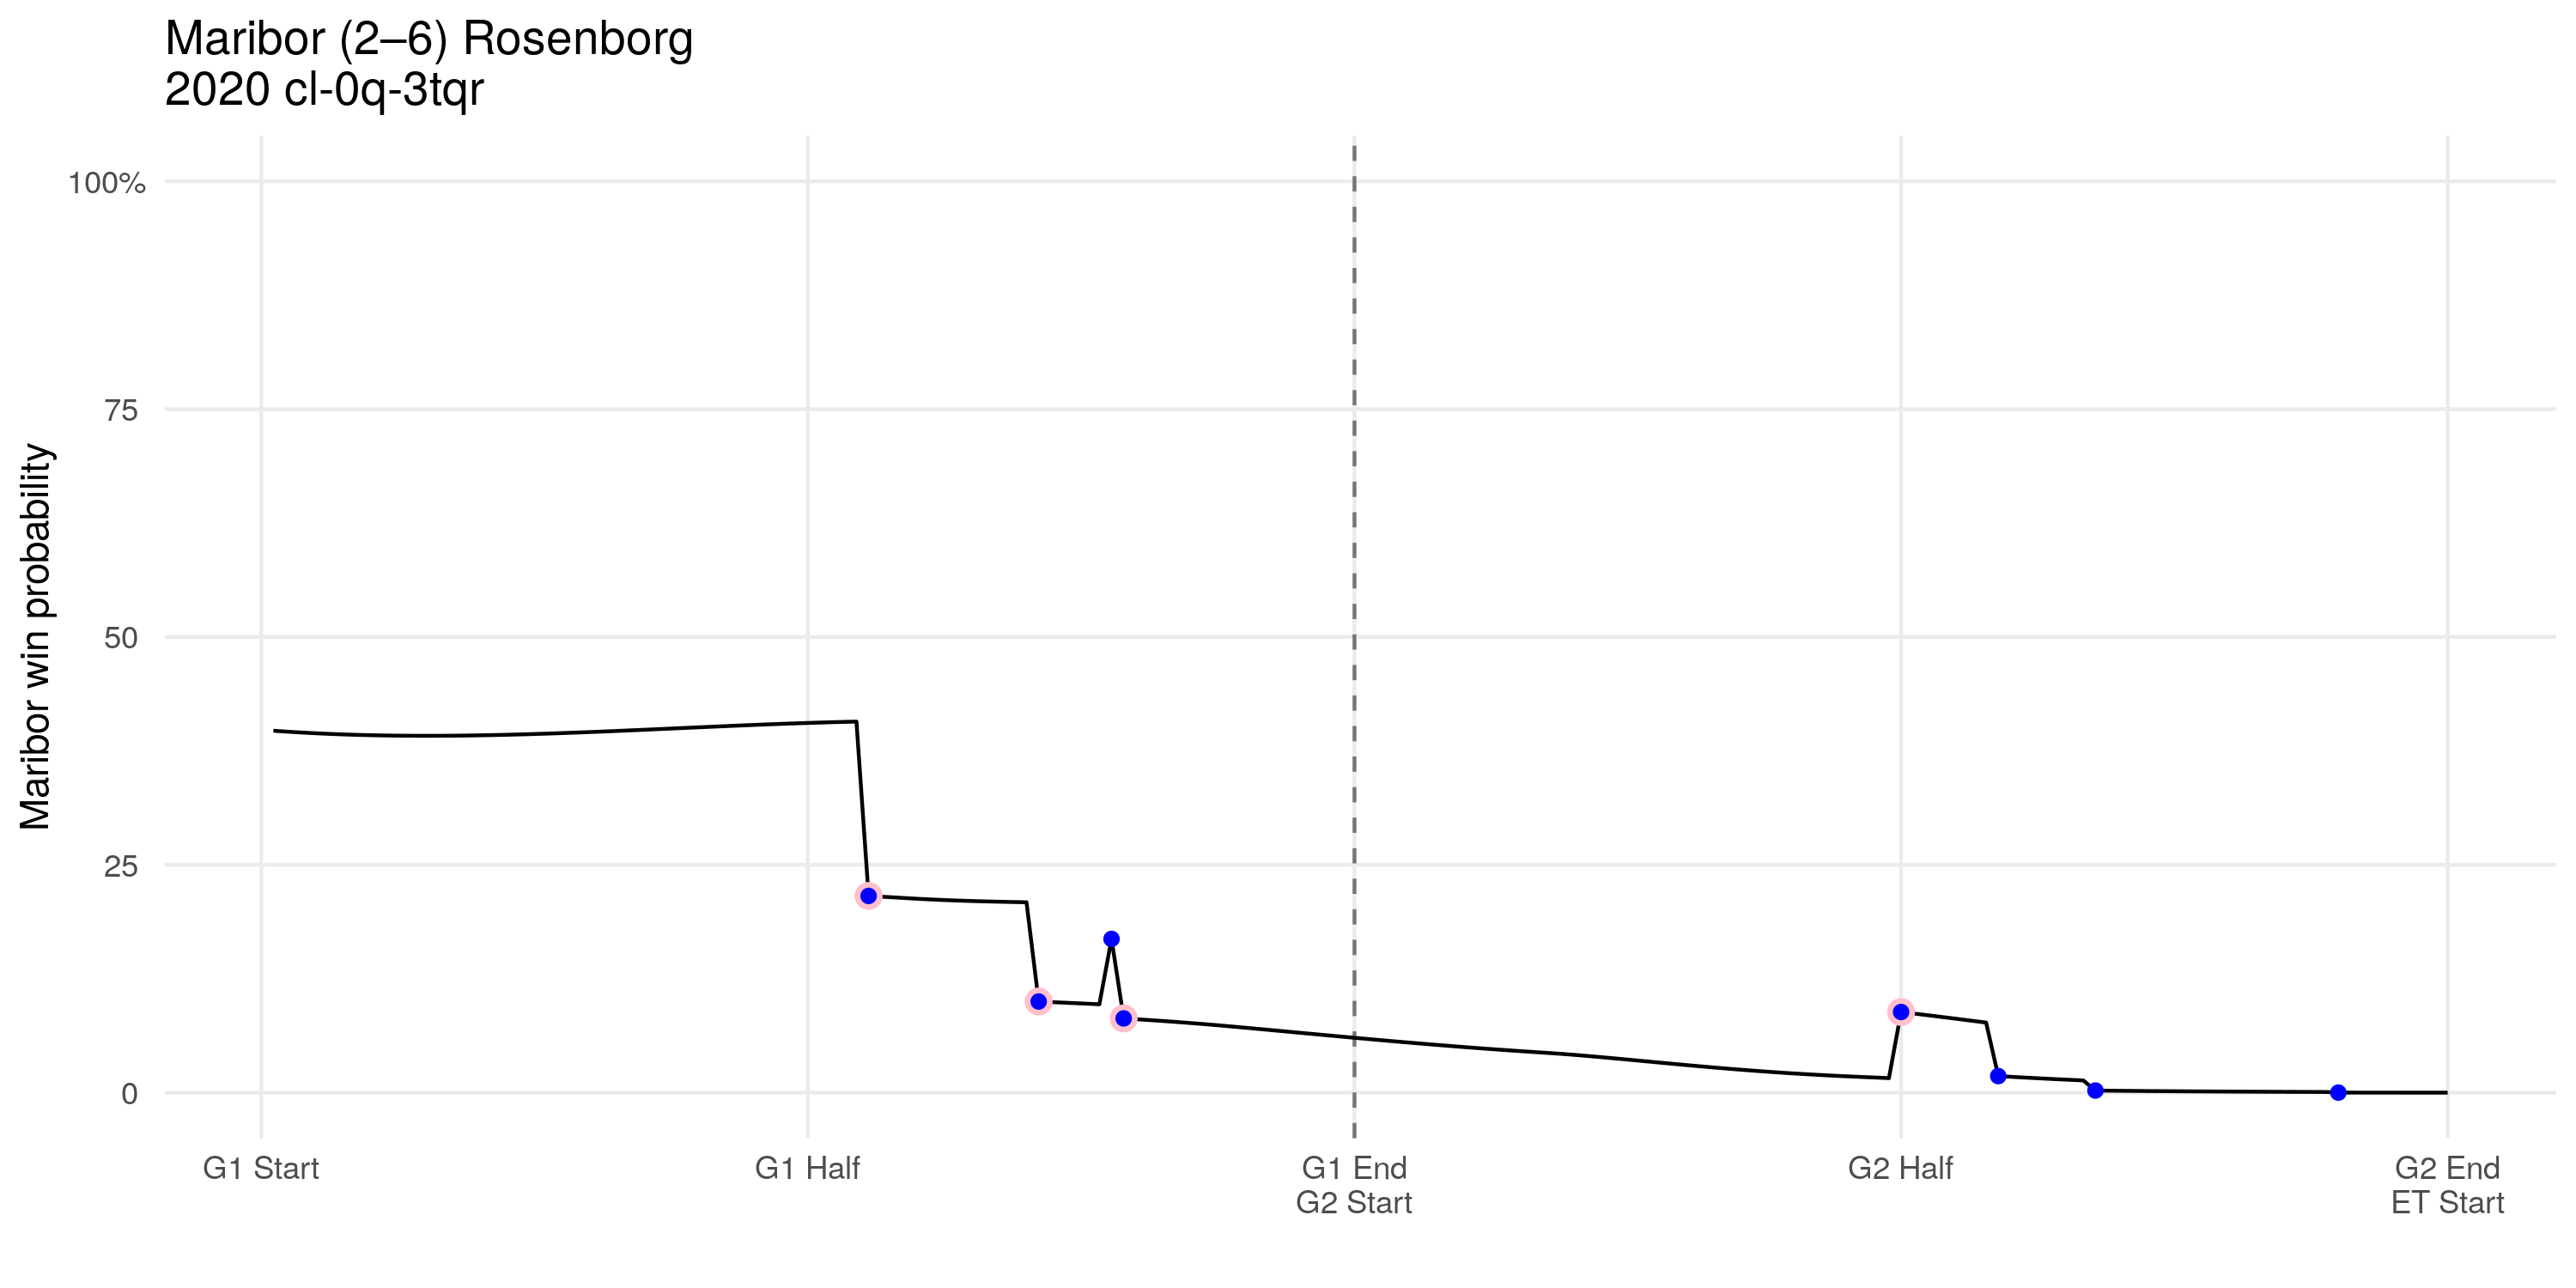 Maribor (2–6) Rosenborg
2020 cl-0q-3tqr
Maribor win probability
100%
75
50
25
0
G1 Start
G1 Half
G1 End
G2 Start
G2 Half
G2 End
ET Start